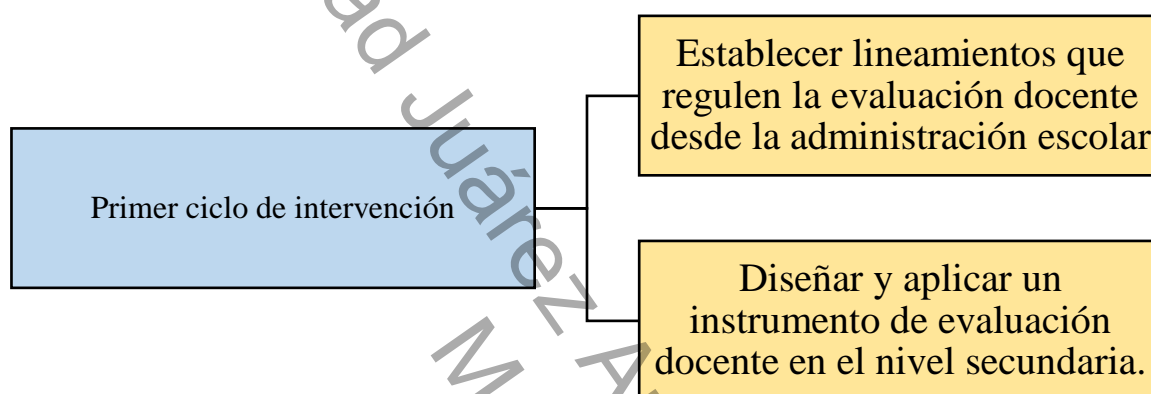 Establecer lineamientos que
regulen la evaluación docente
desde la administración escolar
Primer ciclo de intervención
Diseñar y aplicar un
instrumento de evaluación
docente en el nivel secundaria.
Juárez